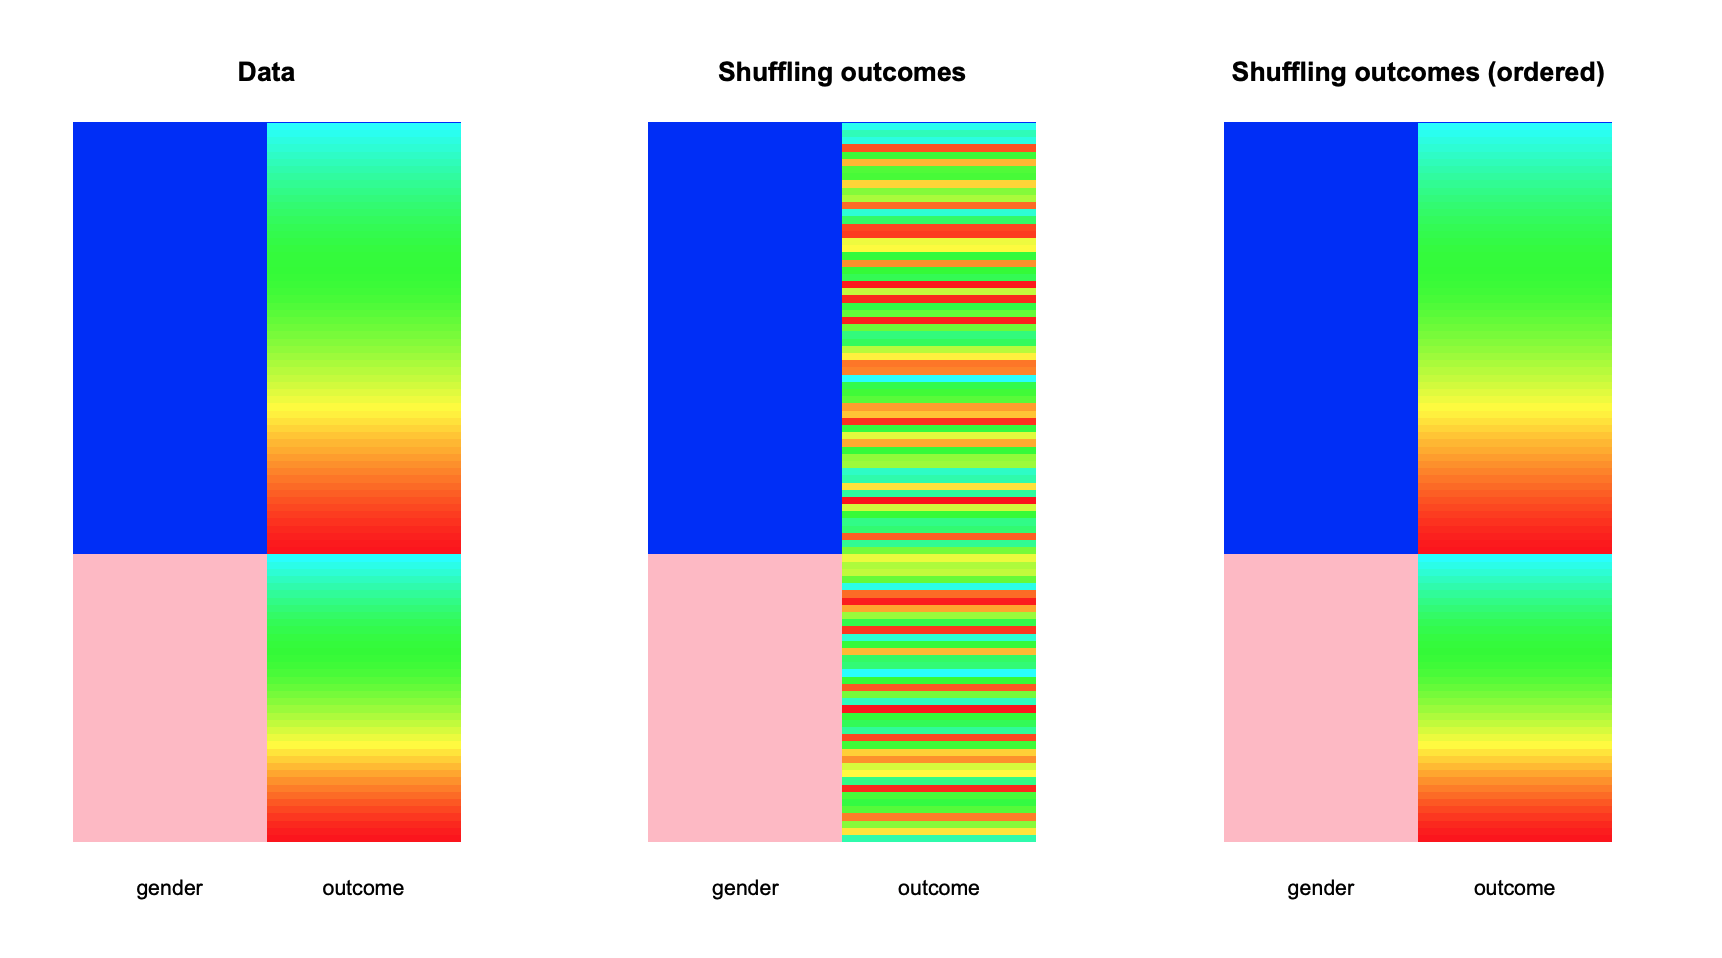 Data
Shuffling outcomes
Shuffling outcomes (ordered)
gender
outcome
gender
outcome
gender
outcome